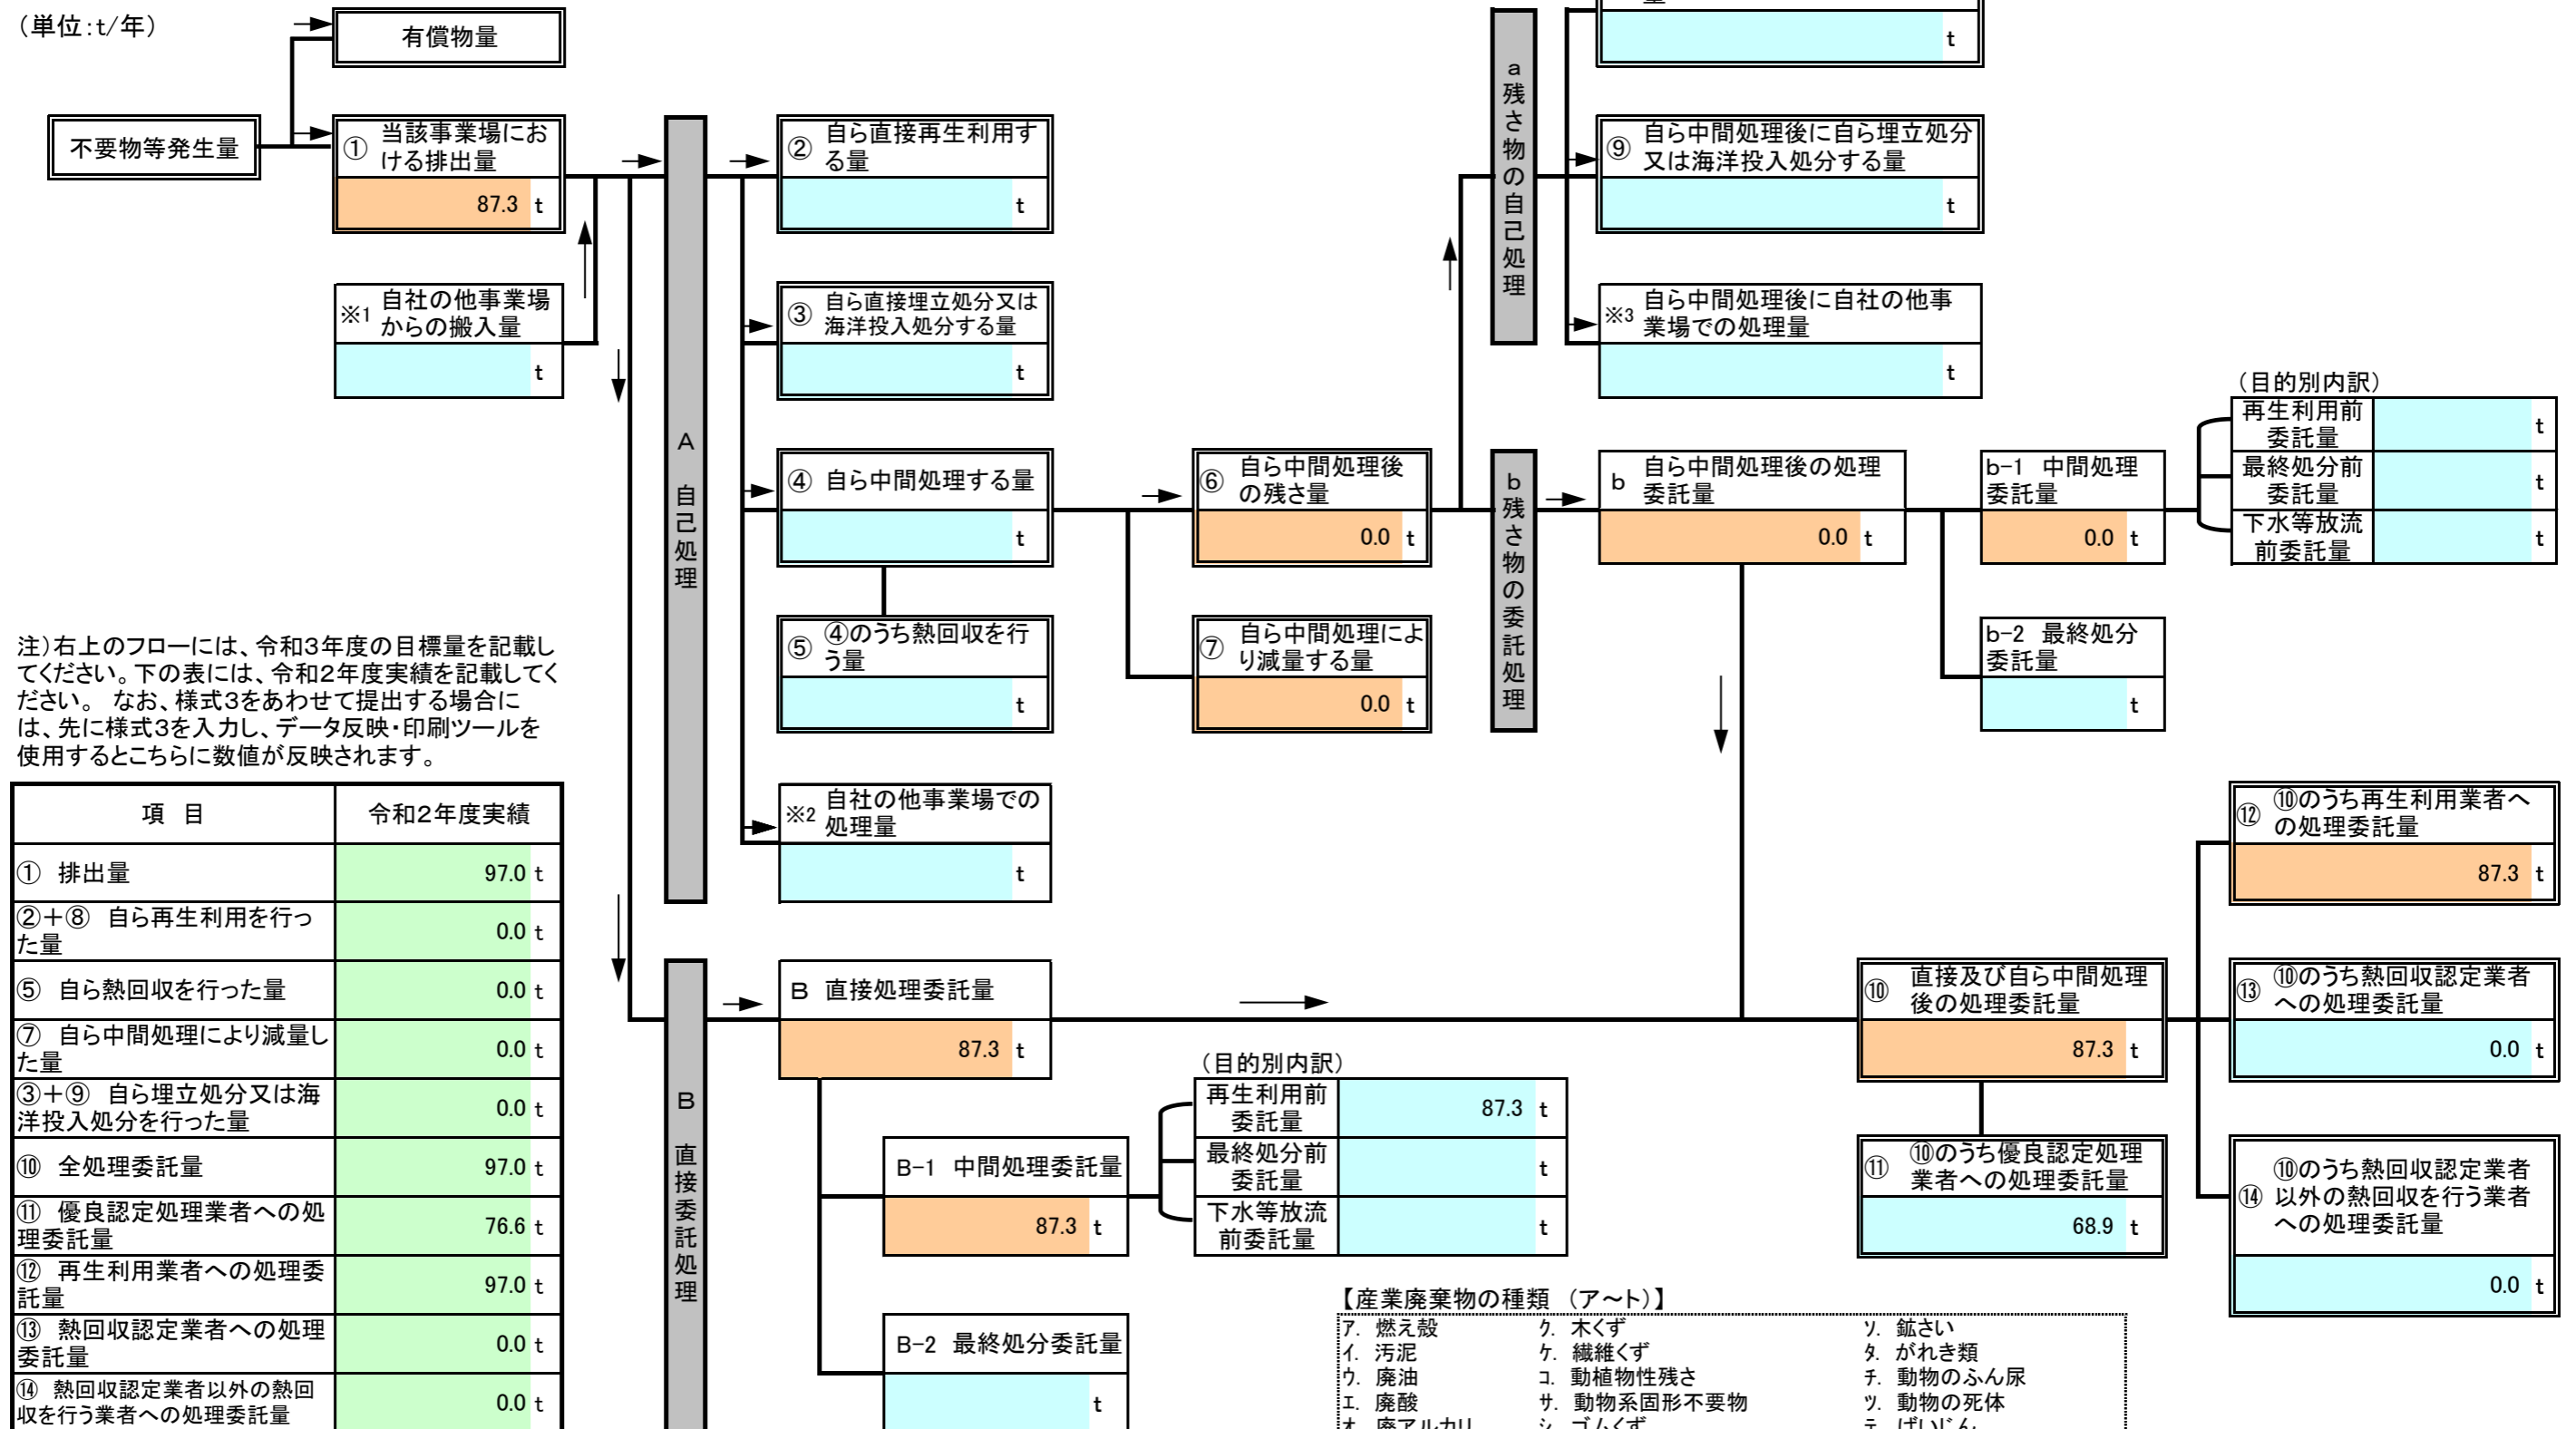 （単位：t/年）
有償物量
量
t
不要物等発生量
① 当該事業場にお
ける排出量
87.3 t
② 自ら直接再生利用す
る量
t
a 残さ物の自己処理
⑨ 自ら中間処理後に自ら埋立処分
又は海洋投入処分する量
t
※1 自社の他事業場
からの搬入量
t
③ 自ら直接埋立処分又は
海洋投入処分する量
t
※3 自ら中間処理後に自社の他事
業場での処理量
t
A 自己処理
④ 自ら中間処理する量
t
⑥ 自ら中間処理後
の残さ量
0.0 t
b 残さ物の委託処理
b 自ら中間処理後の処理
委託量
0.0 t
b-1 中間処理
委託量
0.0 t
（目的別内訳）
再生利用前
委託量
t
最終処分前
委託量
t
下水等放流
前委託量
t
⑤ ④のうち熱回収を行
う量
t
⑦ 自ら中間処理によ
り減量する量
0.0 t
b-2 最終処分
委託量
t
注）右上のフローには、令和３年度の目標量を記載し
てください。下の表には、令和２年度実績を記載してく
ださい。 なお、様式３をあわせて提出する場合に
は、先に様式３を入力し、データ反映・印刷ツールを
使用するとこちらに数値が反映されます。
※2 自社の他事業場での
処理量
t
項 目 令和２年度実績
① 排出量 97.0 t
②＋⑧ 自ら再生利用を行っ
た量 0.0 t
⑤ 自ら熱回収を行った量 0.0 t
⑦ 自ら中間処理により減量し
た量 0.0 t
③＋⑨ 自ら埋立処分又は海
洋投入処分を行った量 0.0 t
⑩ 全処理委託量 97.0 t
⑪ 優良認定処理業者への処
理委託量 76.6 t
⑫ 再生利用業者への処理委
託量 97.0 t
⑬ 熱回収認定業者への処理
委託量 0.0 t
⑭ 熱回収認定業者以外の熱回
収を行う業者への処理委託量 0.0 t
B 直接委託処理
B 直接処理委託量
87.3 t
B-1 中間処理委託量
87.3 t
（目的別内訳）
再生利用前
委託量
87.3 t
最終処分前
委託量
t
下水等放流
前委託量
t
B-2 最終処分委託量
t
⑩ 直接及び自ら中間処理
後の処理委託量
87.3 t
⑪ ⑩のうち優良認定処理
業者への処理委託量
68.9 t
⑫ ⑩のうち再生利用業者へ
の処理委託量
87.3 t
⑬ ⑩のうち熱回収認定業者
への処理委託量
0.0 t
⑭ ⑩のうち熱回収認定業者
以外の熱回収を行う業者
への処理委託量
0.0 t
【産業廃棄物の種類 （ア～ト）】
ア. 燃え殻 ク. 木くず ソ. 鉱さい
イ. 汚泥 ケ. 繊維くず タ. がれき類
ウ. 廃油 コ. 動植物性残さ チ. 動物のふん尿
エ. 廃酸 サ. 動物系固形不要物 ツ. 動物の死体
オ. 廃アルカリ シ. ゴムくず テ. ばいじん